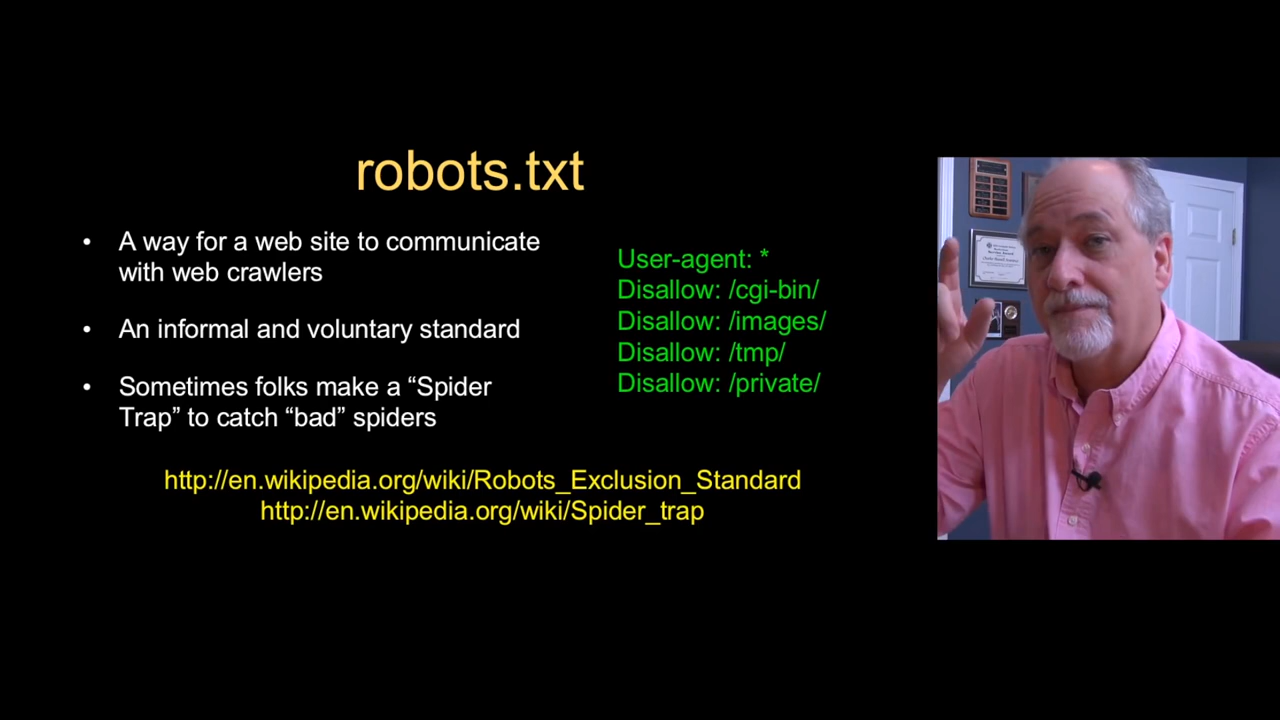 robots.txt
• A way for a web site to communicate
with web crawlers
• An informal and voluntary standard
• Sometimes folks make a “Spider
Trap” to catch “bad” spiders
User-agent: *
Disallow: /cgi-bin/
Disallow: /images/
Disallow: /tmp/
Disallow: /private/
http://en.wikipedia.org/wiki/Robots_Exclusion_Standard
http://en.wikipedia.org/wiki/Spider_trap